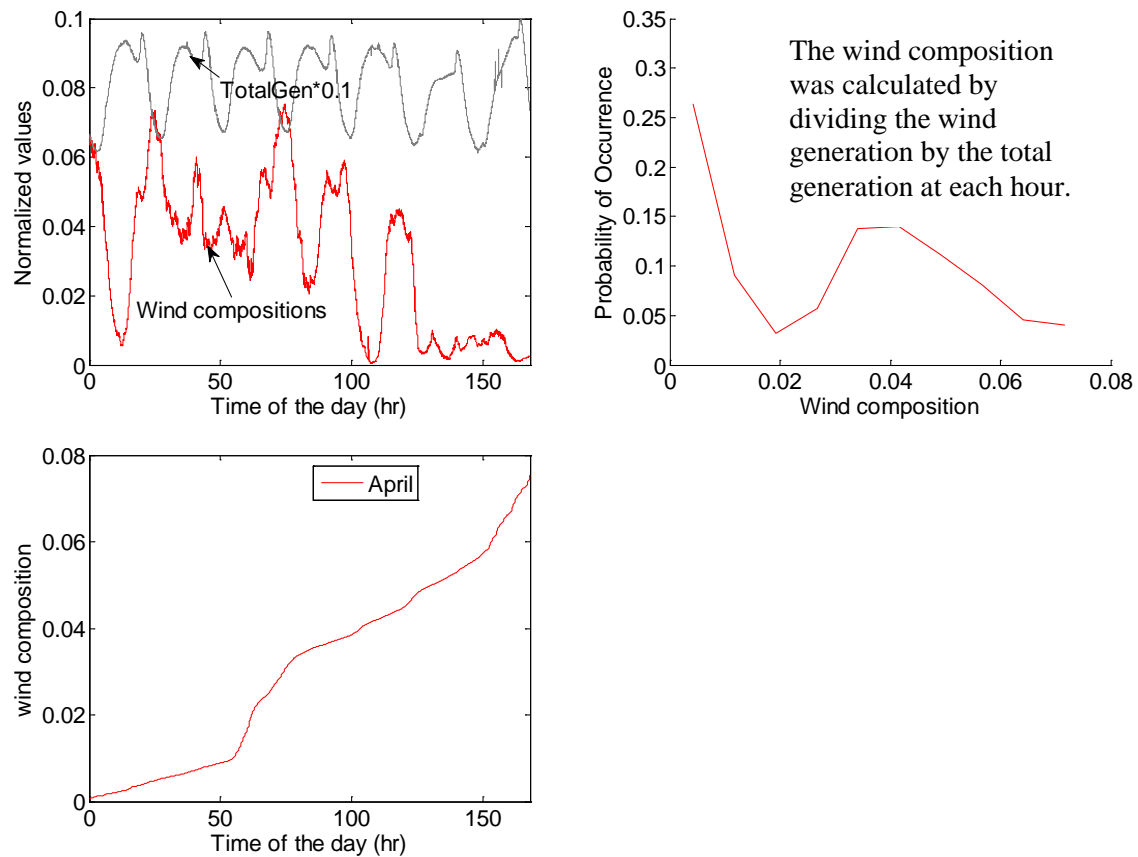 0.1
0.08
0.06
0.04
0.02
0
Normalized values
TotalGen*0.1
Wind compositions
0 50 100 150
Time of the day (hr)
0.35
0.3
0.25
0.2
0.15
0.1
0.05
0
Probability of Occurrence
The wind composition
was calculated by
dividing the wind
generation by the total
generation at each hour.
0 0.02 0.04 0.06 0.08
Wind composition
0.08
0.06
0.04
0.02
0
wind composition
April
0 50 100 150
Time of the day (hr)